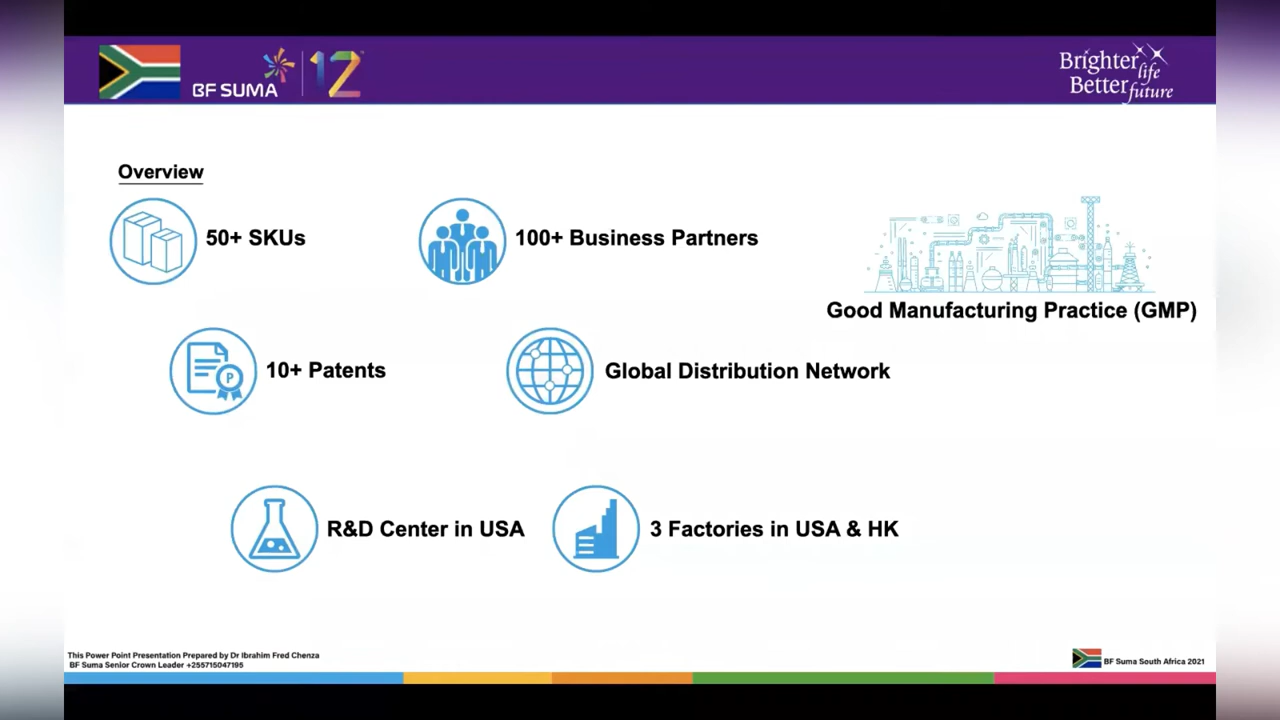 BF SUMA
12
Brighter
life
Better
future
Overview
50+ SKUs
100+ Business Partners
Good Manufacturing Practice (GMP)
10+ Patents
P
Global Distribution Network
R&D Center in USA
3 Factories in USA & HK
This Power Point Presentation Prepared by Dr Ibrahim Fred Chenza
BF Suma Senior Crown Leader +255715047195
BF Suma South Africa 2021